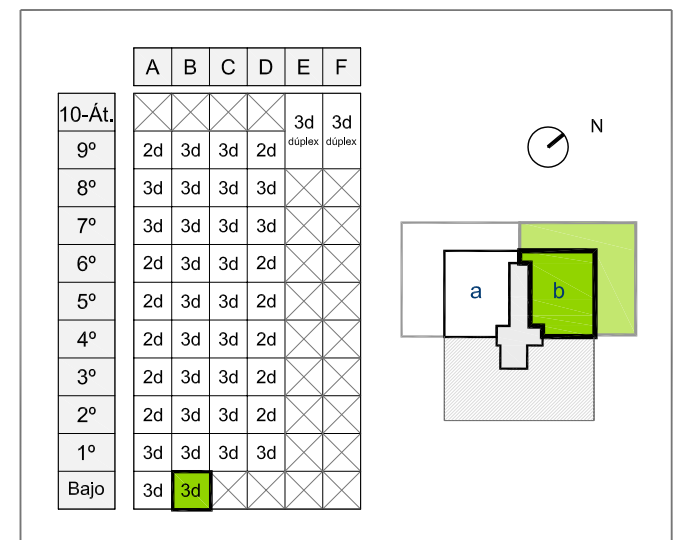 A B C D E F
10-Át. 3d dúplex 3d dúplex
9º 2d 3d 3d 2d
8º 3d 3d 3d 3d
7º 3d 3d 3d 3d
6º 2d 3d 3d 2d
5º 2d 3d 3d 2d
4º 2d 3d 3d 2d
3º 2d 3d 3d 2d
2º 2d 3d 3d 2d
1º 3d 3d 3d 3d
Bajo 3d 3d
N
a b